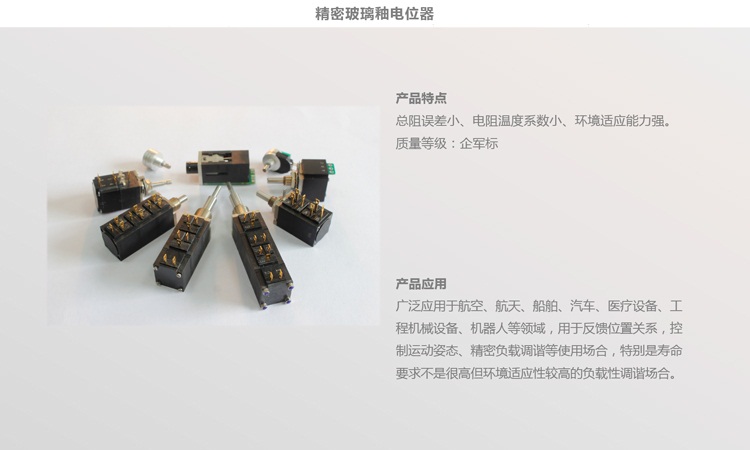 精密玻璃釉电位器
产品特点
总阻误差小、电阻温度系数小、环境适应能力强。
质量等级：企军标
产品应用
广泛应用于航空、航天、船舶、汽车、医疗设备、工
程机械设备、机器人等领域，用于反馈位置关系，控
制运动姿态、精密负载调谐等使用场合，特别是寿命
要求不是很高但环境适应性较高的负载性调谐场合。